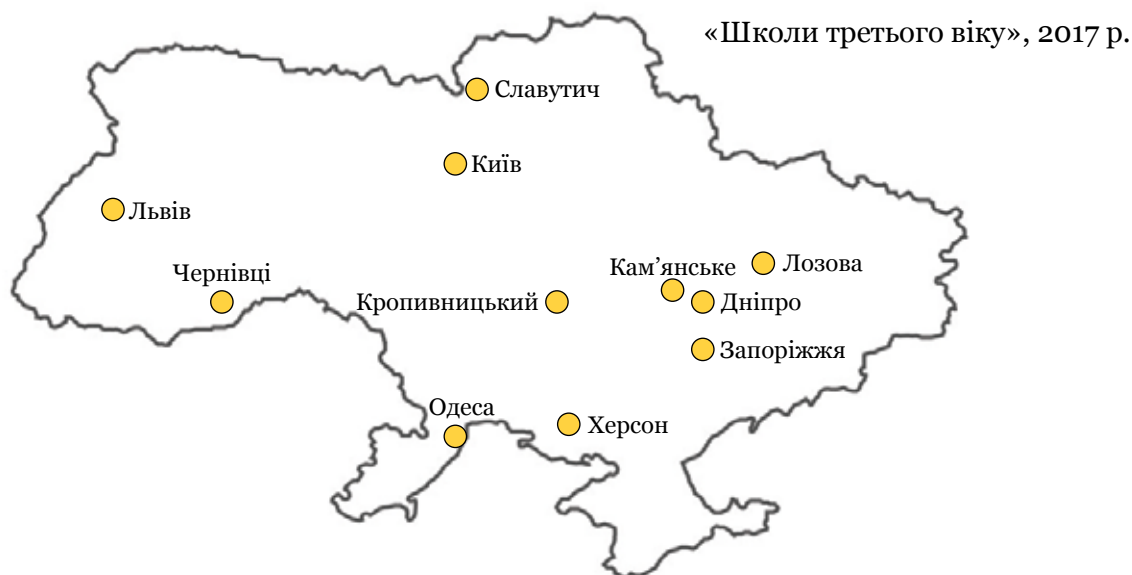 «Школи третього віку», 2017 р.
Славутич
Київ
Львів
Чернівці
Кам’янське
Лозова
Кропивницький
Дніпро
Запоріжжя
Одеса
Херсон